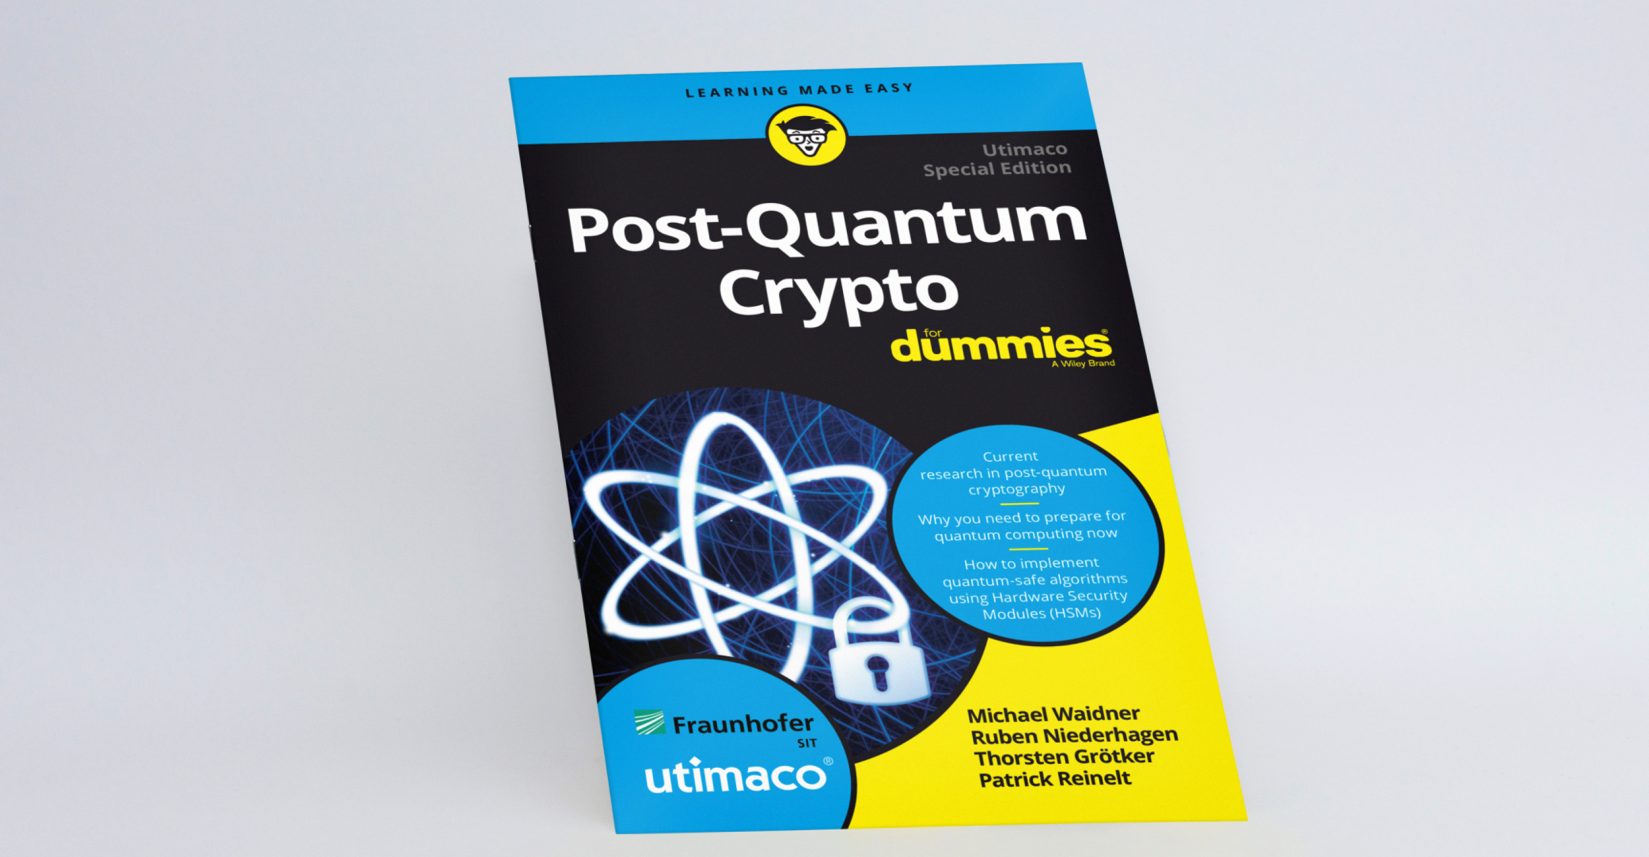 LEARNING MADE EASY
Utimaco
Special Edition
Post-Quantum
Crypto
for
dummies®
A Wiley Brand
Current
research in post-quantum
cryptography
Why you need to prepare for
quantum computing now
How to implement
quantum-safe algorithms
using Hardware Security
Modules (HSMs)
Fraunhofer
SIT
utimaco®
Michael Waidner
Ruben Niederhagen
Thorsten Grötker
Patrick Reinelt